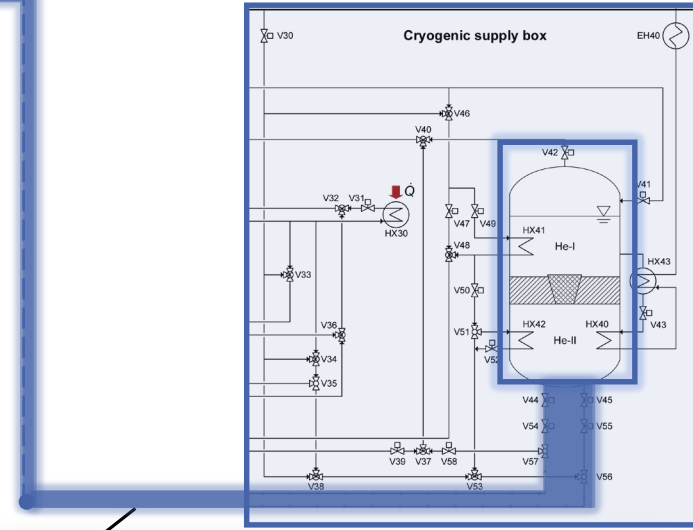 V30
Cryogenic supply box
EH40
V46
V40
V42
V41
V32 V31
Q̇
HX30
V47 V49
HX41
He-I
V48
HX43
V33
V50
V36
V51
HX42
HX40
V43
He-II
V52
V34
V35
V44 V45
V54 V55
V39 V37 V58
V57
V38
V53
V56